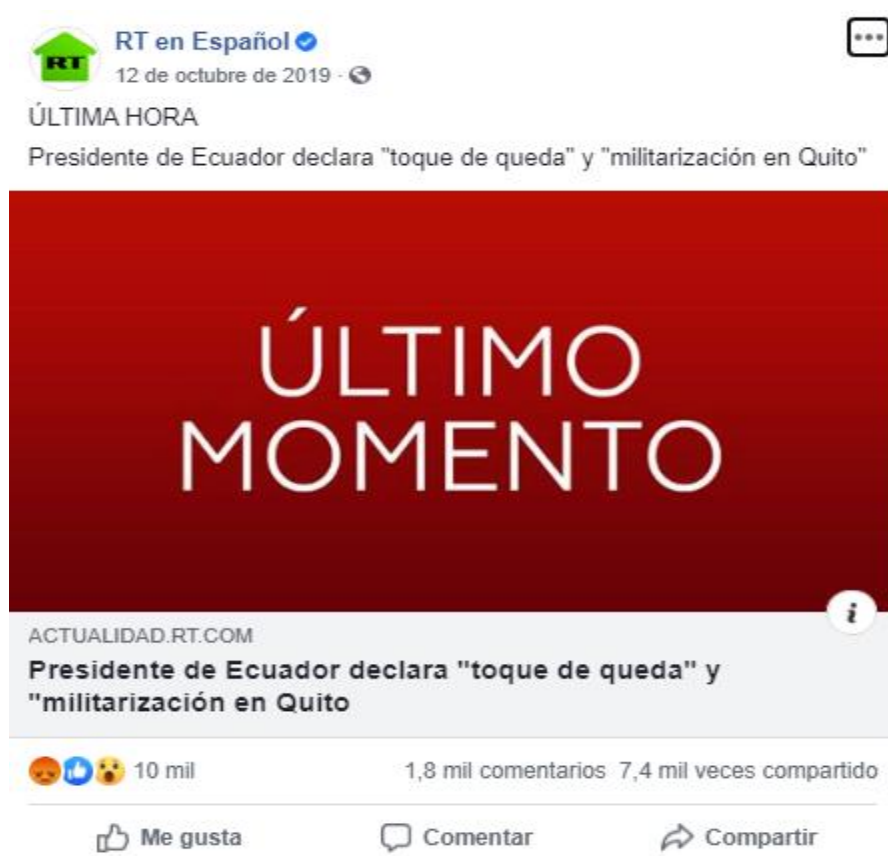 RT
RT en Español
12 de octubre de 2019 ·
ÚLTIMA HORA
Presidente de Ecuador declara "toque de queda" y "militarización en Quito"
ÚLTIMO
MOMENTO
i
ACTUALIDAD.RT.COM
Presidente de Ecuador declara "toque de queda" y
"militarización en Quito
10 mil
1,8 mil comentarios 7,4 mil veces compartido
Me gusta
Comentar
Compartir